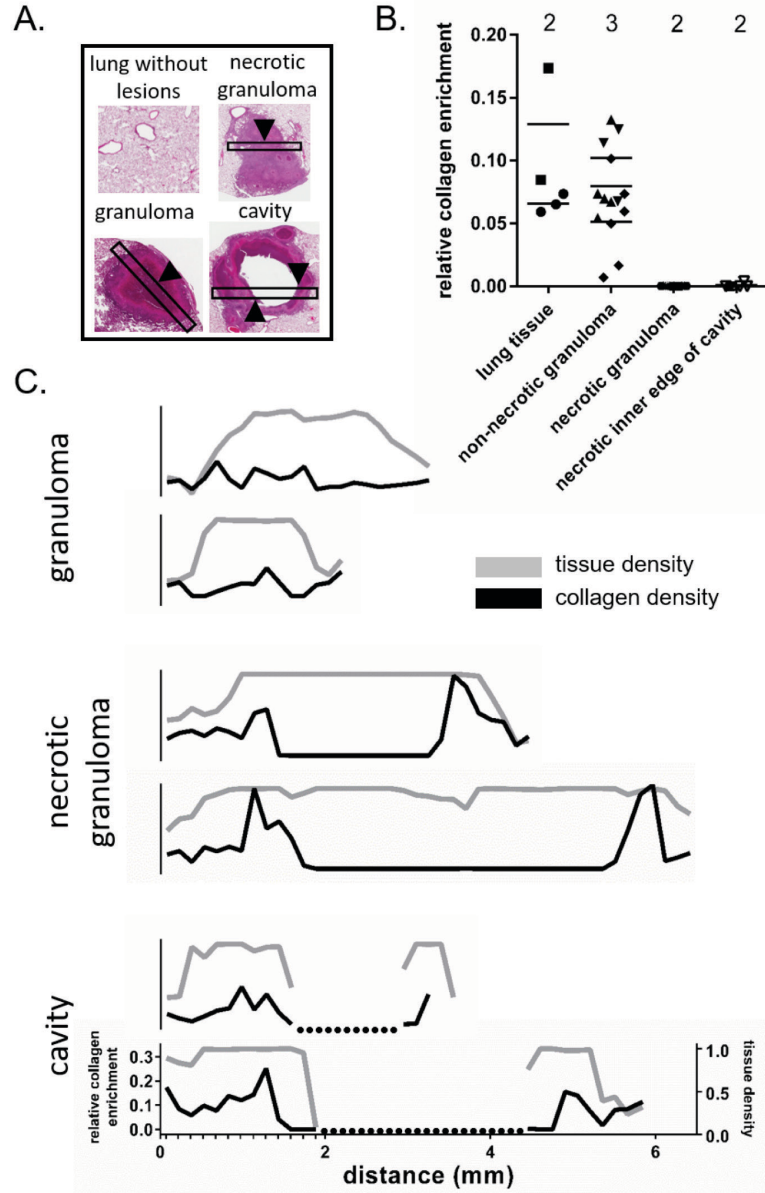 A.
lung without
lesions
necrotic
granuloma
granuloma
cavity
B.
2 3 2 2
relative collagen enrichment
0.20
0.15
0.10
0.05
0.00
lung tissue
non-necrotic granuloma
necrotic granuloma
necrotic inner edge of cavity
C.
granuloma
tissue density
collagen density
necrotic
granuloma
cavity
relative collagen
enrichment
0.3
0.2
0.1
0.0
1.0
0.5
0.0
tissue
density
0 2 4 6
distance (mm)